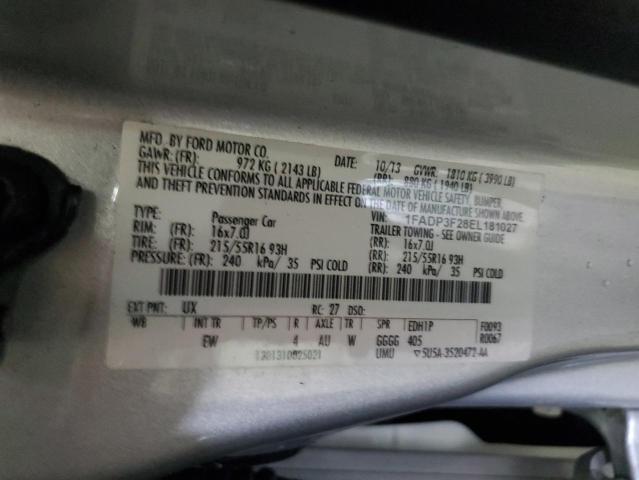 MFD. BY FORD MOTOR CO.
DATE: 10/13 GVWR: 1810 KG ( 3990 LB)
GAWR: (FR): 972 KG ( 2143 LB) (RR): 880 KG ( 1940 LB)
THIS VEHICLE CONFORMS TO ALL APPLICABLE FEDERAL MOTOR VEHICLE SAFETY, BUMPER,
AND THEFT PREVENTION STANDARDS IN EFFECT ON THE DATE OF MANUFACTURE SHOWN ABOVE.
VIN: 1FADP3F28EL181027
TYPE: Passenger Car TRAILER TOWING - SEE OWNER GUIDE
RIM: (FR) 16x7.0J (RR): 16x7.0J
TIRE: (FR) 215/55R16 93H (RR): 215/55R16 93H
PRESSURE: (FR) 240 kPa/ 35 PSI COLD (RR) 240 kPa/ 35 PSI COLD
EXT PNT: UX RC: 27 DSO:
WB INT TR TP/PS R AXLE TR SPR EDH1P F0093
EW 4 AU W GGGG 405 R0067
UMU 5U5A-3520472-AA